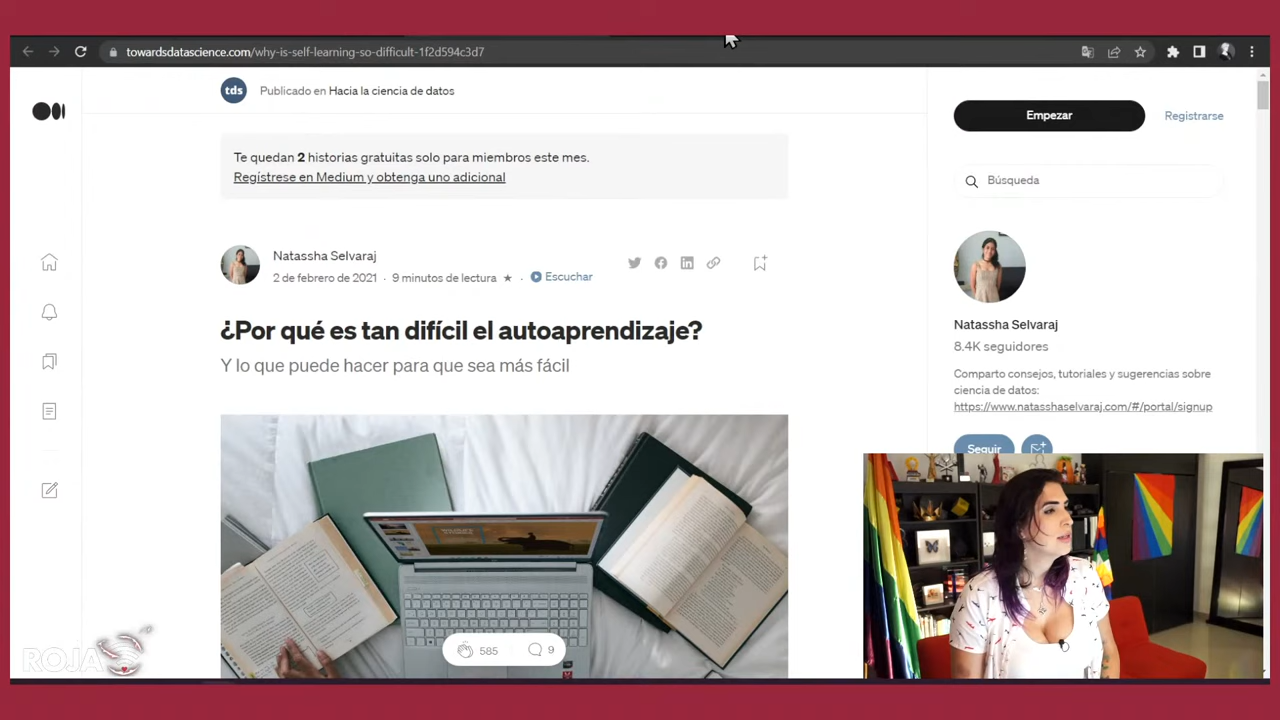 towardsdatascience.com/why-is-self-learning-so-difficult-1f2d594c3d7
tds Publicado en Hacia la ciencia de datos
Te quedan 2 historias gratuitas solo para miembros este mes.
Regístrese en Medium y obtenga uno adicional
Natassha Selvaraj
2 de febrero de 2021 · 9 minutos de lectura · Escuchar
¿Por qué es tan difícil el autoaprendizaje?
Y lo que puede hacer para que sea más fácil
585 9
Empezar Registrarse
Búsqueda
Natassha Selvaraj
8.4K seguidores
Comparto consejos, tutoriales y sugerencias sobre
ciencia de datos:
https://www.natasshaselvaraj.com/#/portal/signup
Seguir
ROJAS